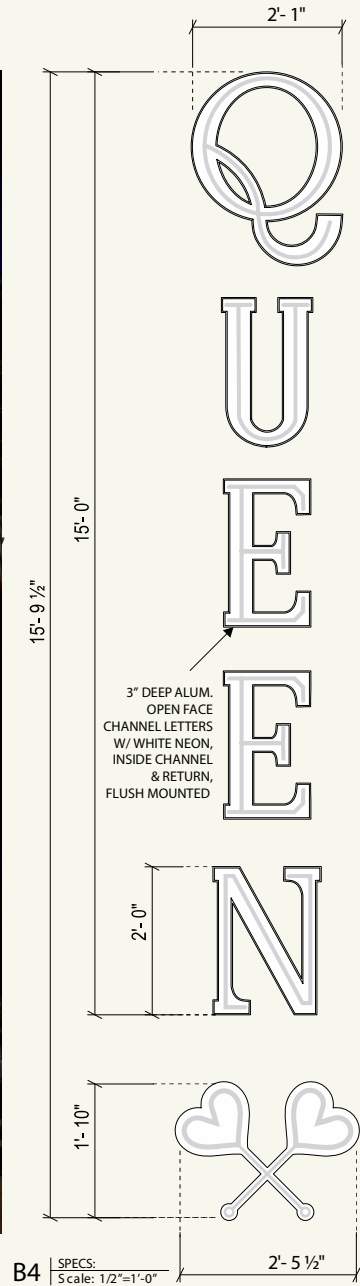 2'- 1"
Q
U
E
E
N
15'- 9 ½"
15'- 0"
3" DEEP ALUM.
OPEN FACE
CHANNEL LETTERS
W/ WHITE NEON,
INSIDE CHANNEL
& RETURN,
FLUSH MOUNTED
2'- 0"
1'- 10"
2'- 5 ½"
B4
SPECS:
Scale: 1/2"=1'-0"